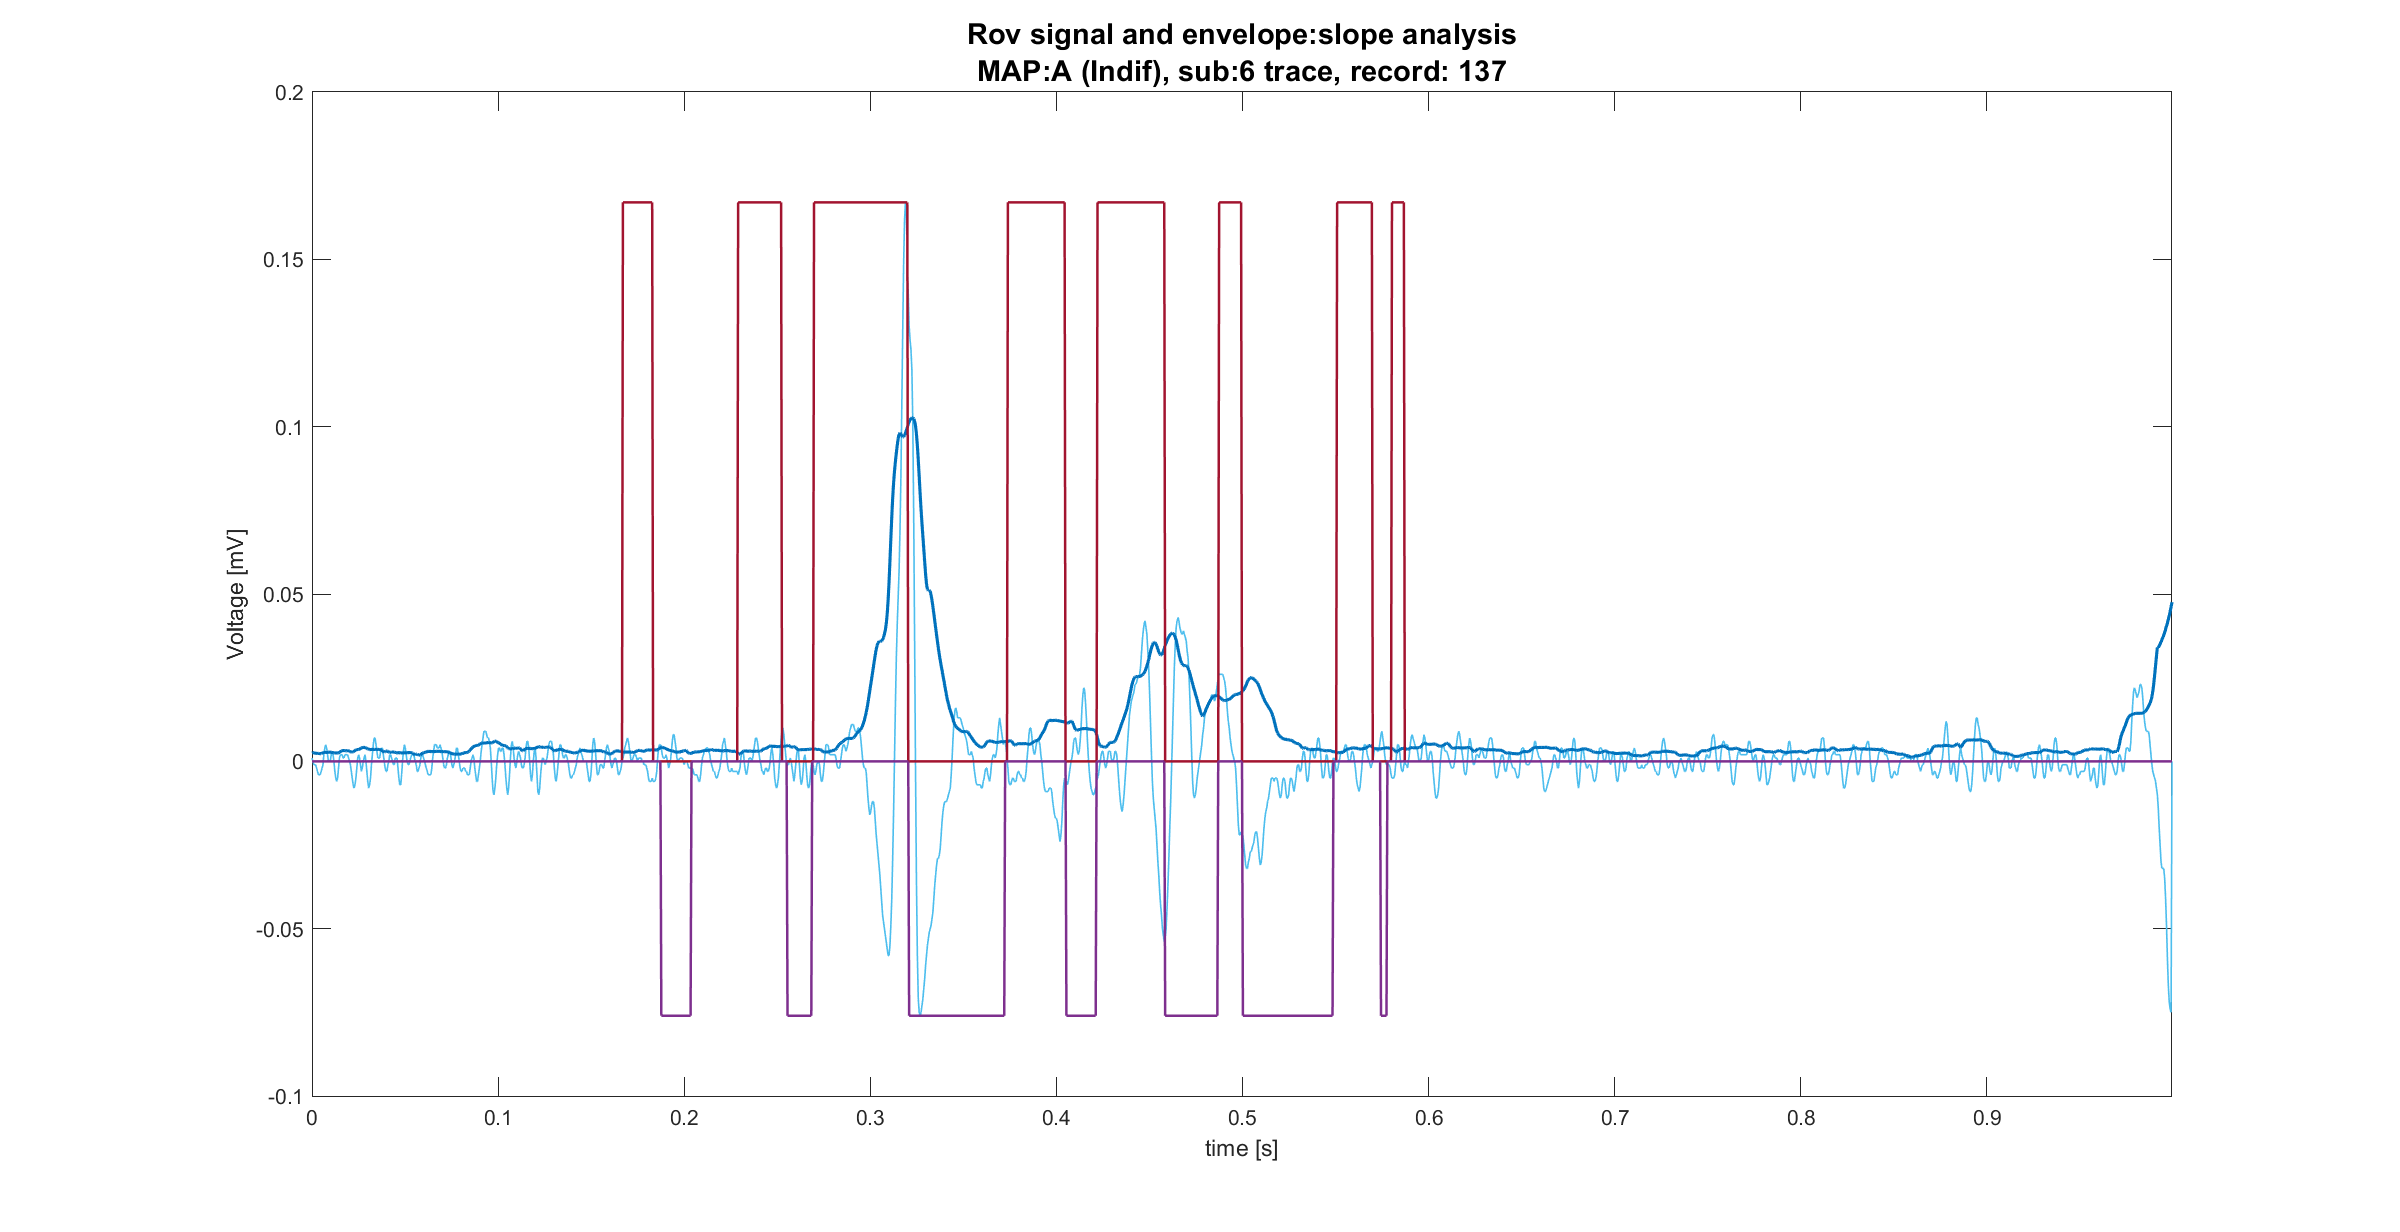 Rov signal and envelope:slope analysis
MAP:A (Indif), sub:6 trace, record: 137
0.2
0.15
0.1
0.05
0
-0.05
-0.1
Voltage [mV]
0 0.1 0.2 0.3 0.4 0.5 0.6 0.7 0.8 0.9
time [s]